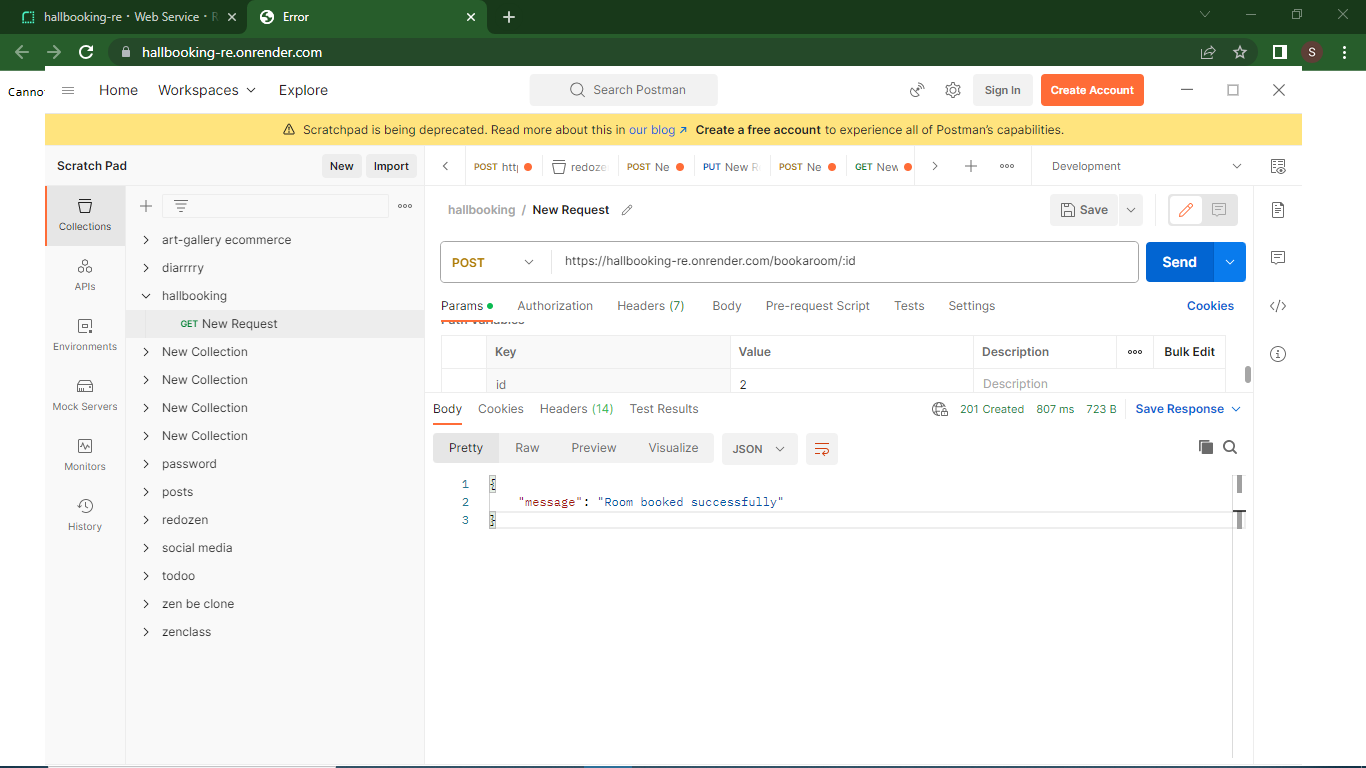 hallbooking-re · Web Service · R
Error
hallbooking-re.onrender.com
S
Canno
Home
Workspaces
Explore
Search Postman
Sign In
Create Account
Scratchpad is being deprecated. Read more about this in our blog ↗ Create a free account to experience all of Postman's capabilities.
Scratch Pad
New
Import
POST htt
redoze
POST Ne
PUT New R
POST Ne
GET New
Development
Collections
APIs
Environments
Mock Servers
Monitors
History
art-gallery ecommerce
diarrrry
hallbooking
GET New Request
New Collection
New Collection
New Collection
New Collection
password
posts
redozen
social media
todoo
zen be clone
zenclass
hallbooking / New Request
Save
POST
https://hallbooking-re.onrender.com/bookaroom/:id
Send
Params
Authorization
Headers (7)
Body
Pre-request Script
Tests
Settings
Cookies
Path Variables
Key
Value
Description
Bulk Edit
id
2
Description
Body
Cookies
Headers (14)
Test Results
201 Created
807 ms
723 B
Save Response
Pretty
Raw
Preview
Visualize
JSON
1 {
2 "message": "Room booked successfully"
3 }